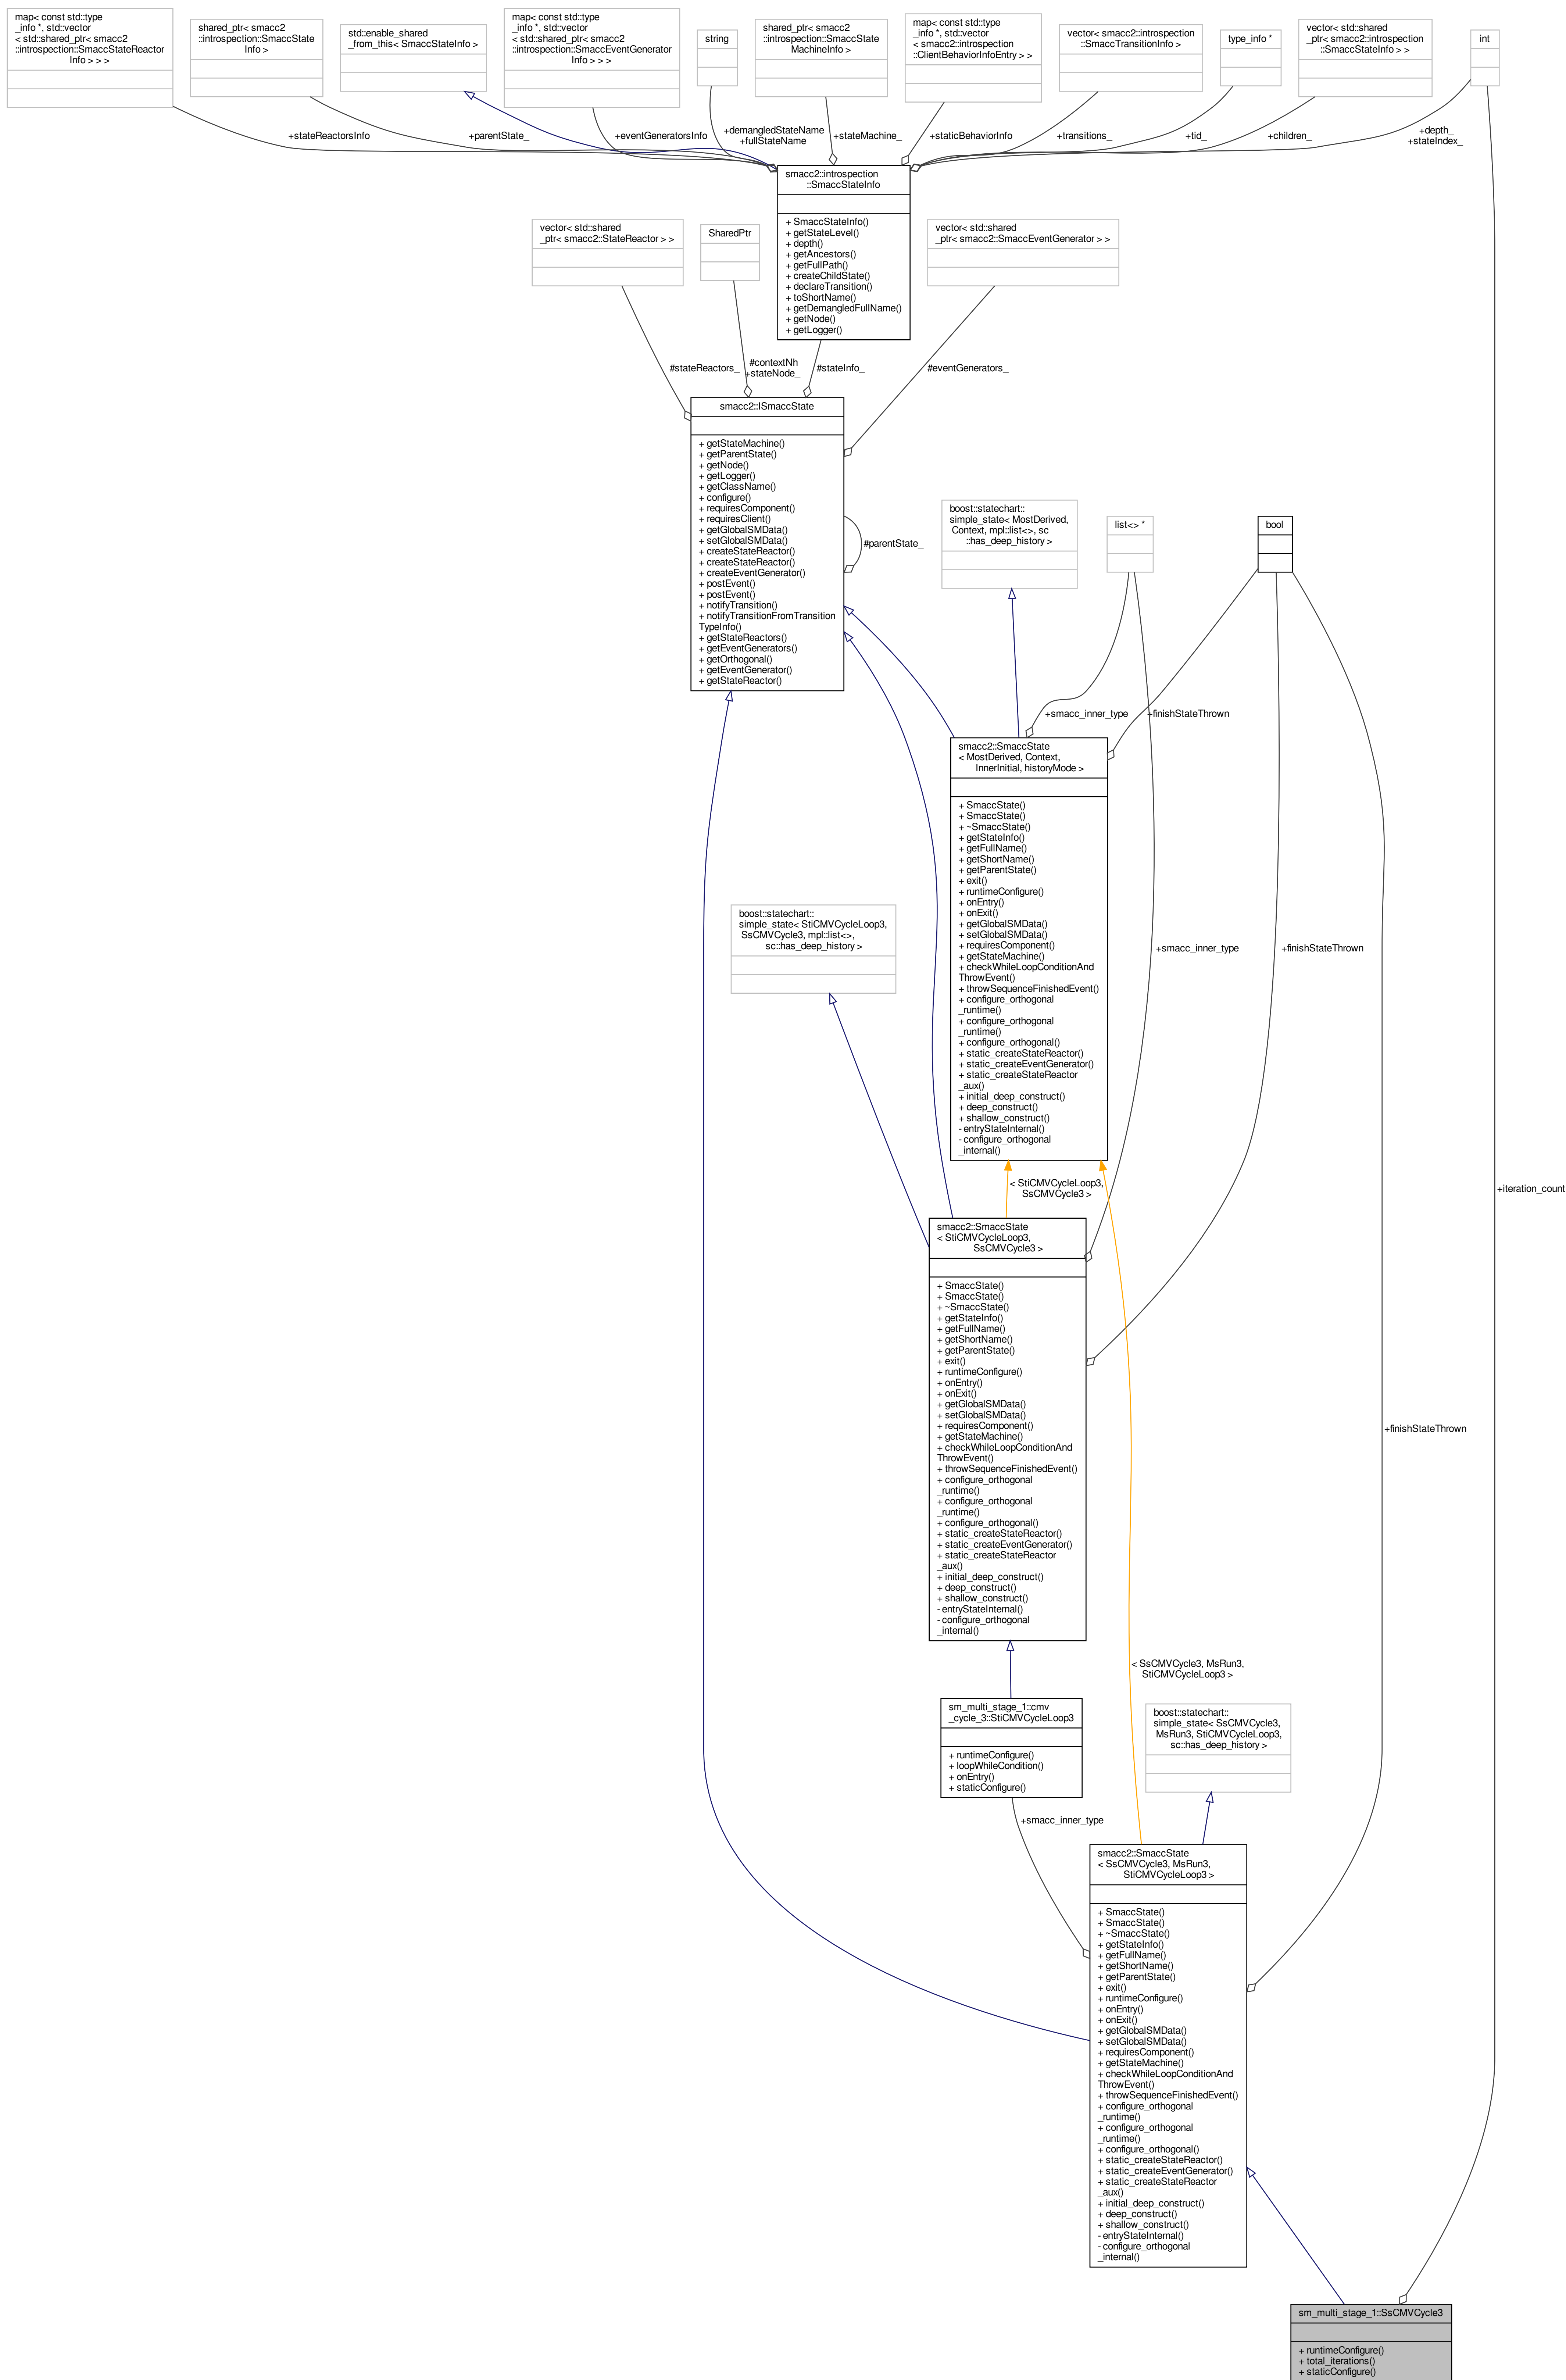 map< const std::type
_info *, std::vector
< std::shared_ptr< smacc2
::introspection::SmaccStateReactor
Info > > >
shared_ptr< smacc2
::introspection::SmaccState
Info >
std::enable_shared
_from_this< SmaccStateInfo >
map< const std::type
_info *, std::vector
< std::shared_ptr< smacc2
::introspection::SmaccEventGenerator
Info > > >
string
shared_ptr< smacc2
::introspection::SmaccState
MachineInfo >
map< const std::type
_info *, std::vector
< smacc2::introspection
::ClientBehaviorInfoEntry > >
vector< smacc2::introspection
::SmaccTransitionInfo >
type_info *
vector< std::shared
_ptr< smacc2::introspection
::SmaccStateInfo > >
int
+stateReactorsInfo
+parentState_
+eventGeneratorsInfo
+demangledStateName
+fullStateName
+stateMachine_
+staticBehaviorInfo
+transitions_
+tid_
+children_
+depth_
+stateIndex_
smacc2::introspection
::SmaccStateInfo
+ SmaccStateInfo()
+ getStateLevel()
+ depth()
+ getAncestors()
+ getFullPath()
+ createChildState()
+ declareTransition()
+ toShortName()
+ getDemangledFullName()
+ getNode()
+ getLogger()
vector< std::shared
_ptr< smacc2::StateReactor > >
SharedPtr
vector< std::shared
_ptr< smacc2::SmaccEventGenerator > >
#stateReactors_
#contextNh
+stateNode_
#stateInfo_
#eventGenerators_
smacc2::ISmaccState
+ getStateMachine()
+ getParentState()
+ getNode()
+ getLogger()
+ getClassName()
+ configure()
+ requiresComponent()
+ requiresClient()
+ getGlobalSMData()
+ setGlobalSMData()
+ createStateReactor()
+ createStateReactor()
+ createEventGenerator()
+ postEvent()
+ postEvent()
+ notifyTransition()
+ notifyTransitionFromTransition
TypeInfo()
+ getStateReactors()
+ getEventGenerators()
+ getOrthogonal()
+ getEventGenerator()
+ getStateReactor()
#parentState_
boost::statechart::
simple_state< MostDerived,
Context, mpl::list<>, sc
::has_deep_history >
list<> *
bool
+smacc_inner_type
+finishStateThrown
smacc2::SmaccState
< MostDerived, Context,
InnerInitial, historyMode >
+ SmaccState()
+ SmaccState()
+ ~SmaccState()
+ getStateInfo()
+ getFullName()
+ getShortName()
+ getParentState()
+ exit()
+ runtimeConfigure()
+ onEntry()
+ onExit()
+ getGlobalSMData()
+ setGlobalSMData()
+ requiresComponent()
+ getStateMachine()
+ checkWhileLoopConditionAnd
ThrowEvent()
+ throwSequenceFinishedEvent()
+ configure_orthogonal
_runtime()
+ configure_orthogonal
_runtime()
+ configure_orthogonal()
+ static_createStateReactor()
+ static_createEventGenerator()
+ static_createStateReactor
_aux()
+ initial_deep_construct()
+ deep_construct()
+ shallow_construct()
- entryStateInternal()
- configure_orthogonal
_internal()
boost::statechart::
simple_state< StiCMVCycleLoop3,
SsCMVCycle3, mpl::list<>,
sc::has_deep_history >
+smacc_inner_type
+finishStateThrown
< StiCMVCycleLoop3,
SsCMVCycle3 >
+iteration_count
smacc2::SmaccState
< StiCMVCycleLoop3,
SsCMVCycle3 >
+ SmaccState()
+ SmaccState()
+ ~SmaccState()
+ getStateInfo()
+ getFullName()
+ getShortName()
+ getParentState()
+ exit()
+ runtimeConfigure()
+ onEntry()
+ onExit()
+ getGlobalSMData()
+ setGlobalSMData()
+ requiresComponent()
+ getStateMachine()
+ checkWhileLoopConditionAnd
ThrowEvent()
+ throwSequenceFinishedEvent()
+ configure_orthogonal
_runtime()
+ configure_orthogonal
_runtime()
+ configure_orthogonal()
+ static_createStateReactor()
+ static_createEventGenerator()
+ static_createStateReactor
_aux()
+ initial_deep_construct()
+ deep_construct()
+ shallow_construct()
- entryStateInternal()
- configure_orthogonal
_internal()
+finishStateThrown
< SsCMVCycle3, MsRun3,
StiCMVCycleLoop3 >
sm_multi_stage_1::cmv
_cycle_3::StiCMVCycleLoop3
+ runtimeConfigure()
+ loopWhileCondition()
+ onEntry()
+ staticConfigure()
boost::statechart::
simple_state< SsCMVCycle3,
MsRun3, StiCMVCycleLoop3,
sc::has_deep_history >
+smacc_inner_type
smacc2::SmaccState
< SsCMVCycle3, MsRun3,
StiCMVCycleLoop3 >
+ SmaccState()
+ SmaccState()
+ ~SmaccState()
+ getStateInfo()
+ getFullName()
+ getShortName()
+ getParentState()
+ exit()
+ runtimeConfigure()
+ onEntry()
+ onExit()
+ getGlobalSMData()
+ setGlobalSMData()
+ requiresComponent()
+ getStateMachine()
+ checkWhileLoopConditionAnd
ThrowEvent()
+ throwSequenceFinishedEvent()
+ configure_orthogonal
_runtime()
+ configure_orthogonal
_runtime()
+ configure_orthogonal()
+ static_createStateReactor()
+ static_createEventGenerator()
+ static_createStateReactor
_aux()
+ initial_deep_construct()
+ deep_construct()
+ shallow_construct()
- entryStateInternal()
- configure_orthogonal
_internal()
sm_multi_stage_1::SsCMVCycle3
+ runtimeConfigure()
+ total_iterations()
+ staticConfigure()